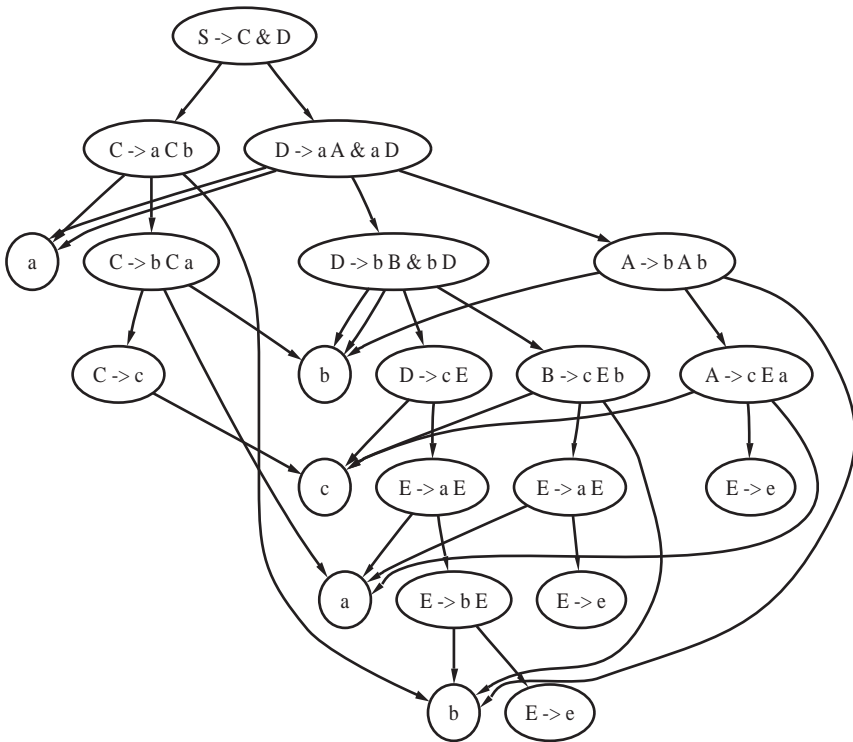 S -> C & D
C -> a C b
D -> a A & a D
a
C -> b C a
D -> b B & b D
A -> b A b
C -> c
b
D -> c E
B -> c E b
A -> c E a
c
E -> a E
E -> a E
E -> e
a
E -> b E
E -> e
b
E -> e